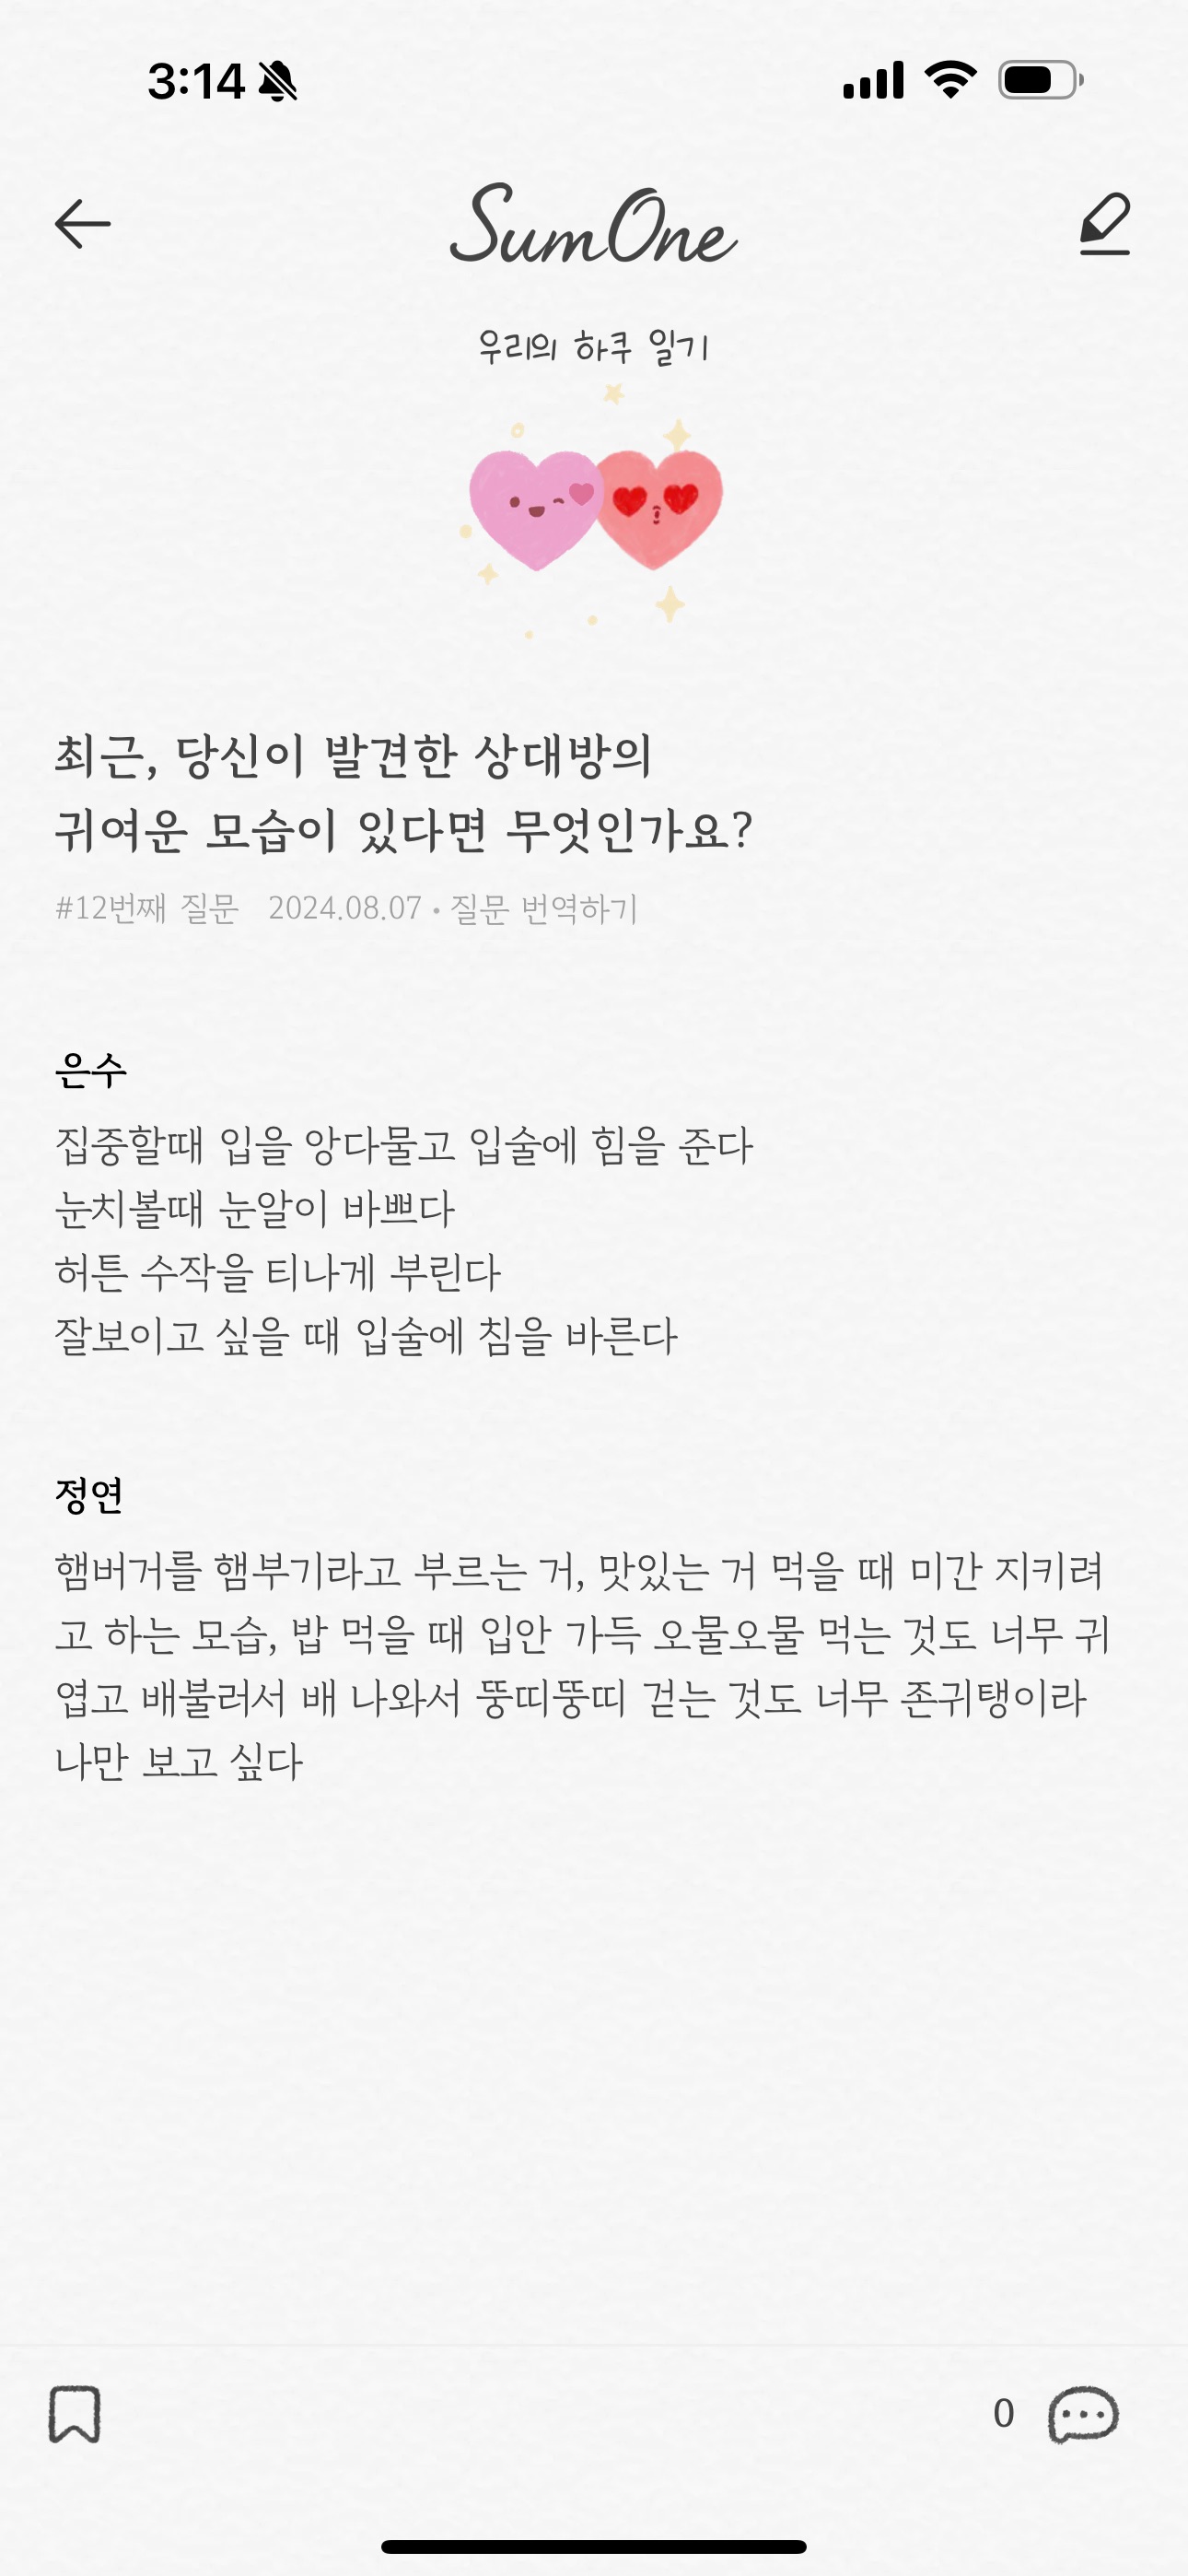 3:14
SumOne
우리의 하쿠 일기
최근, 당신이 발견한 상대방의
귀여운 모습이 있다면 무엇인가요?
#12번째 질문 2024.08.07 • 질문 번역하기
은수
집중할때 입을 앙다물고 입술에 힘을 준다
눈치볼때 눈알이 바쁘다
허튼 수작을 티나게 부린다
잘보이고 싶을 때 입술에 침을 바른다
정연
햄버거를 햄부기라고 부르는 거, 맛있는 거 먹을 때 미간 지키려
고 하는 모습, 밥 먹을 때 입안 가득 오물오물 먹는 것도 너무 귀
엽고 배불러서 배 나와서 뚱띠뚱띠 걷는 것도 너무 존귀탱이라
나만 보고 싶다
0